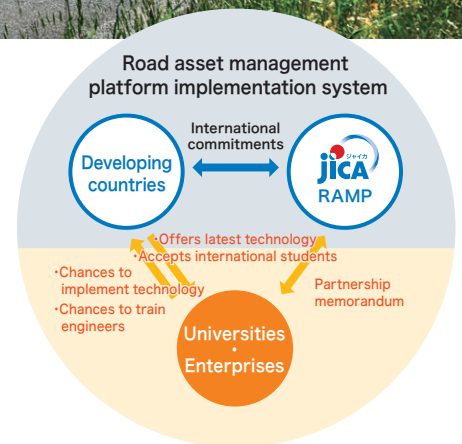 Road asset management
platform implementation system
International
commitments
Developing
countries
ジャイカ
jICA
RAMP
・Offers latest technology
・Accepts international students
・Chances to
implement technology
・Chances to train
engineers
Partnership
memorandum
Universities
・
Enterprises